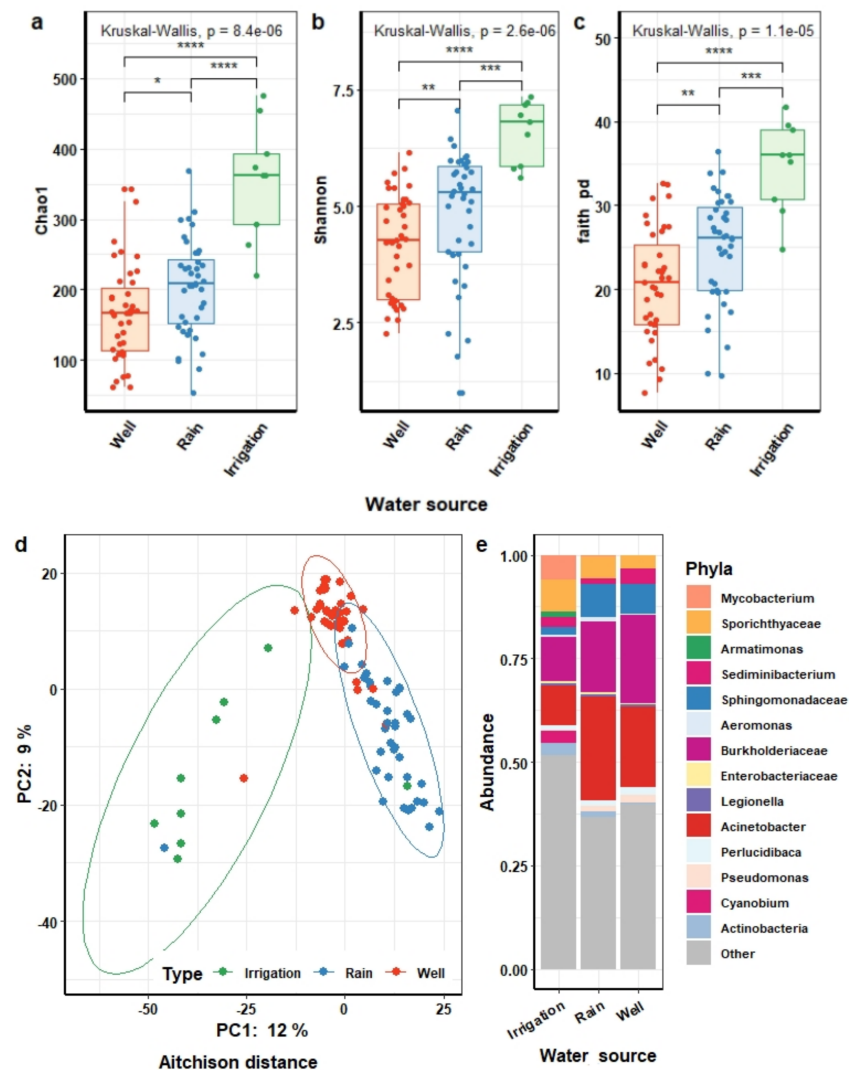 a
Kruskal-Wallis, p = 8.4e-06
****
****
*
Chao1
500
400
300
200
100
Well
Rain
Irrigation
b
Kruskal-Wallis, p = 2.6e-06
****
***
**
Shannon
7.5
5.0
2.5
Well
Rain
Irrigation
c
Kruskal-Wallis, p = 1.1e-05
****
***
**
faith pd
50
40
30
20
10
Well
Rain
Irrigation
Water source
d
PC2: 9 %
20
0
-20
-40
Type Irrigation Rain Well
-50
-25
0
25
PC1: 12 %
Aitchison distance
e
Abundance
1.00
0.75
0.50
0.25
0.00
Irrigation
Rain
Well
Water source
Phyla
Mycobacterium
Sporichthyaceae
Armatimonas
Sediminibacterium
Sphingomonadaceae
Aeromonas
Burkholderiaceae
Enterobacteriaceae
Legionella
Acinetobacter
Perlucidibaca
Pseudomonas
Cyanobium
Actinobacteria
Other